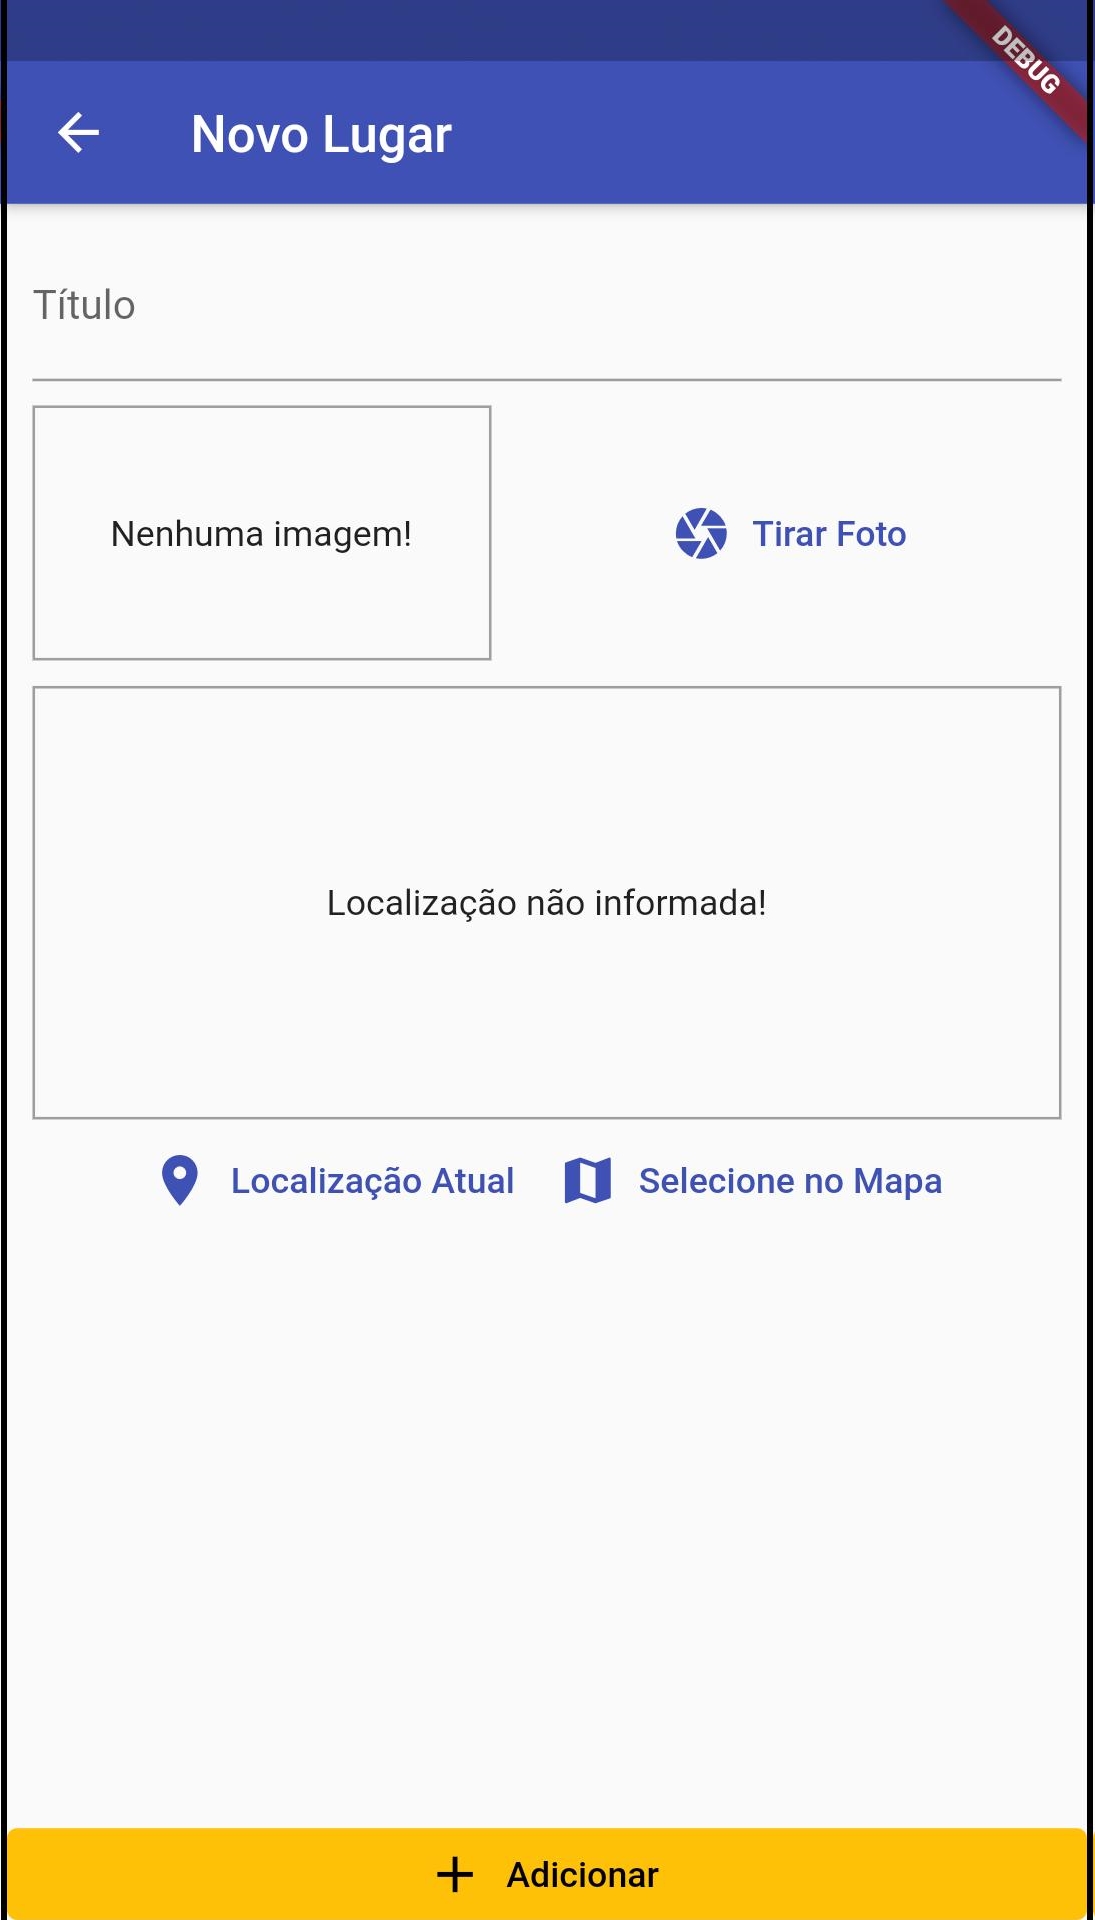 DEBUG
Novo Lugar
Título
Nenhuma imagem!
Tirar Foto
Localização não informada!
Localização Atual
Selecione no Mapa
Adicionar